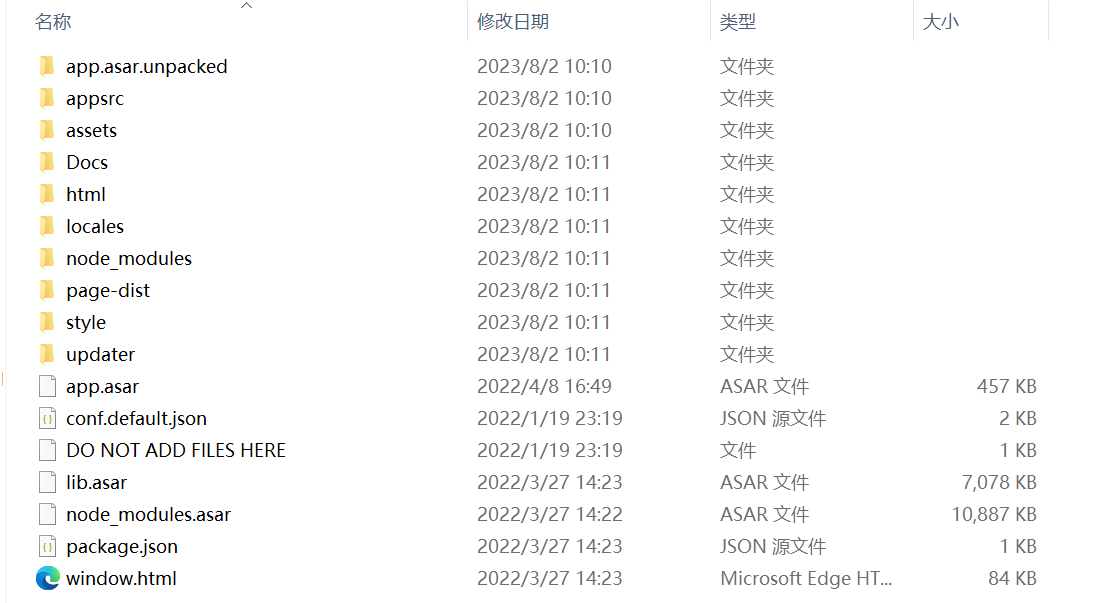 名称 修改日期 类型 大小
app.asar.unpacked 2023/8/2 10:10 文件夹
appsrc 2023/8/2 10:10 文件夹
assets 2023/8/2 10:10 文件夹
Docs 2023/8/2 10:11 文件夹
html 2023/8/2 10:11 文件夹
locales 2023/8/2 10:11 文件夹
node_modules 2023/8/2 10:11 文件夹
page-dist 2023/8/2 10:11 文件夹
style 2023/8/2 10:11 文件夹
updater 2023/8/2 10:11 文件夹
app.asar 2022/4/8 16:49 ASAR 文件 457 KB
conf.default.json 2022/1/19 23:19 JSON 源文件 2 KB
DO NOT ADD FILES HERE 2022/1/19 23:19 文件 1 KB
lib.asar 2022/3/27 14:23 ASAR 文件 7,078 KB
node_modules.asar 2022/3/27 14:22 ASAR 文件 10,887 KB
package.json 2022/3/27 14:23 JSON 源文件 1 KB
window.html 2022/3/27 14:23 Microsoft Edge HT... 84 KB